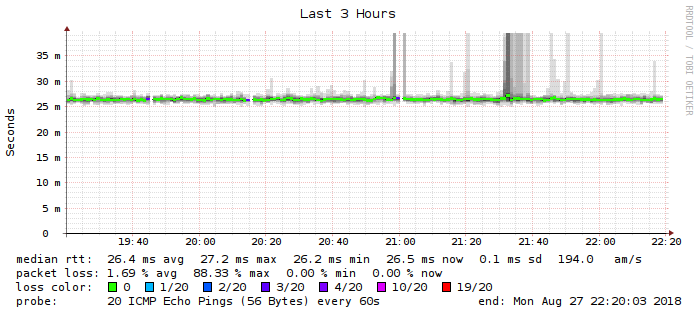 Last 3 Hours
RRDTOOL / TOBI OETIKER
Seconds
35 m
30 m
25 m
20 m
15 m
10 m
5 m
0
19:40 20:00 20:20 20:40 21:00 21:20 21:40 22:00 22:20
median rtt: 26.4 ms avg 27.2 ms max 26.2 ms min 26.5 ms now 0.1 ms sd 194.0 am/s
packet loss: 1.69 % avg 88.33 % max 0.00 % min 0.00 % now
loss color: 0 1/20 2/20 3/20 4/20 10/20 19/20
probe: 20 ICMP Echo Pings (56 Bytes) every 60s end: Mon Aug 27 22:20:03 2018